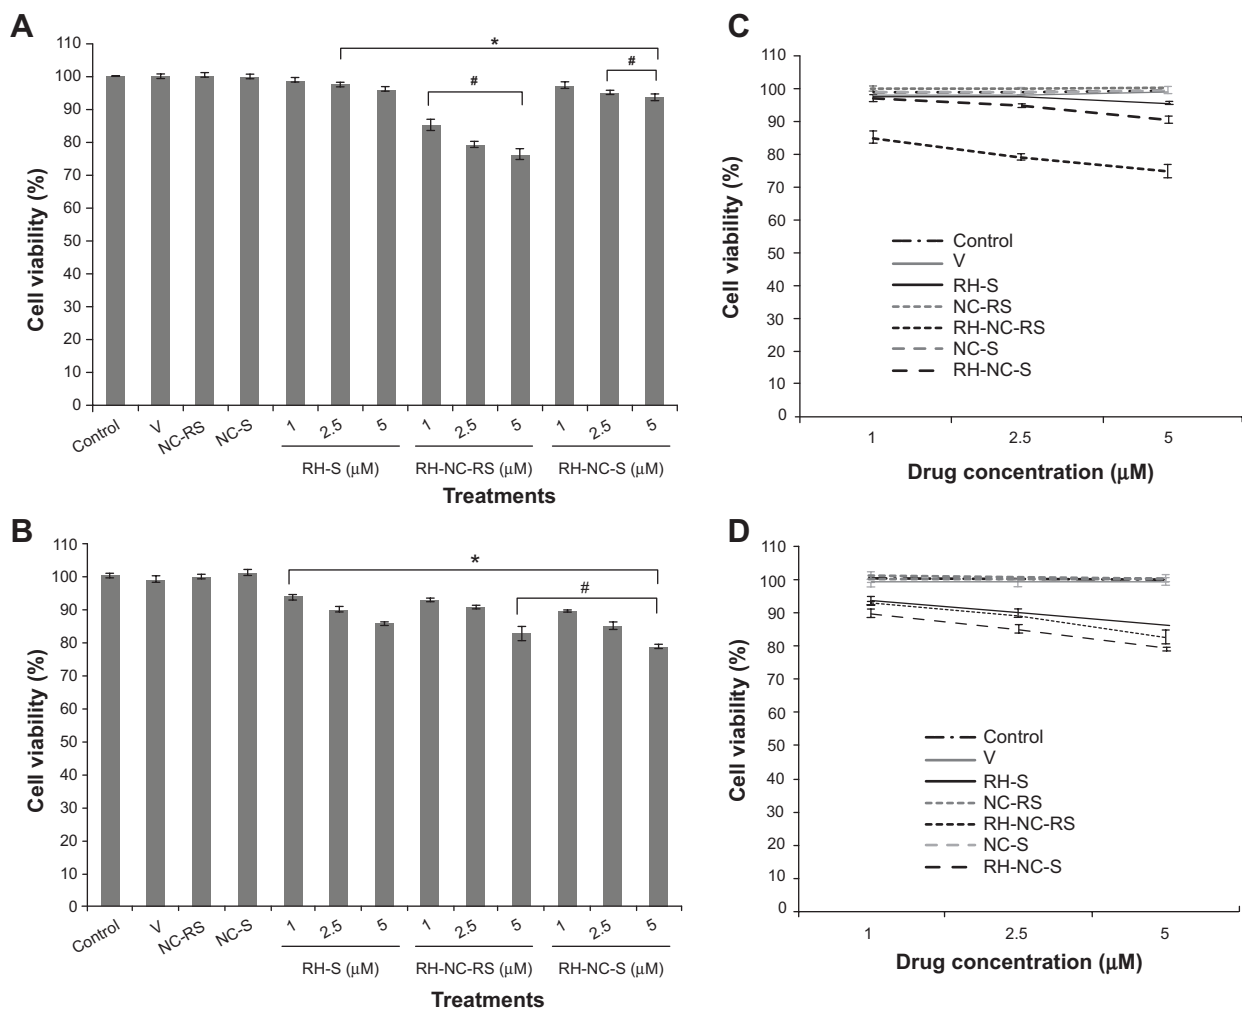 A
110
100
90
80
70
60
50
40
30
20
10
0
Cell viability (%)
*
#
#
Control
V
NC-RS
NC-S
1
2.5
5
1
2.5
5
1
2.5
5
RH-S (μM)
RH-NC-RS (μM)
RH-NC-S (μM)
Treatments
C
110
100
90
80
70
60
50
40
30
20
10
0
Cell viability (%)
Control
V
RH-S
NC-RS
RH-NC-RS
NC-S
RH-NC-S
1
2.5
5
Drug concentration (μM)
B
110
100
90
80
70
60
50
40
30
20
10
0
Cell viability (%)
*
#
Control
V
NC-RS
NC-S
1
2.5
5
1
2.5
5
1
2.5
5
RH-S (μM)
RH-NC-RS (μM)
RH-NC-S (μM)
Treatments
D
110
100
90
80
70
60
50
40
30
20
10
0
Cell viability (%)
Control
V
RH-S
NC-RS
RH-NC-RS
NC-S
RH-NC-S
1
2.5
5
Drug concentration (μM)